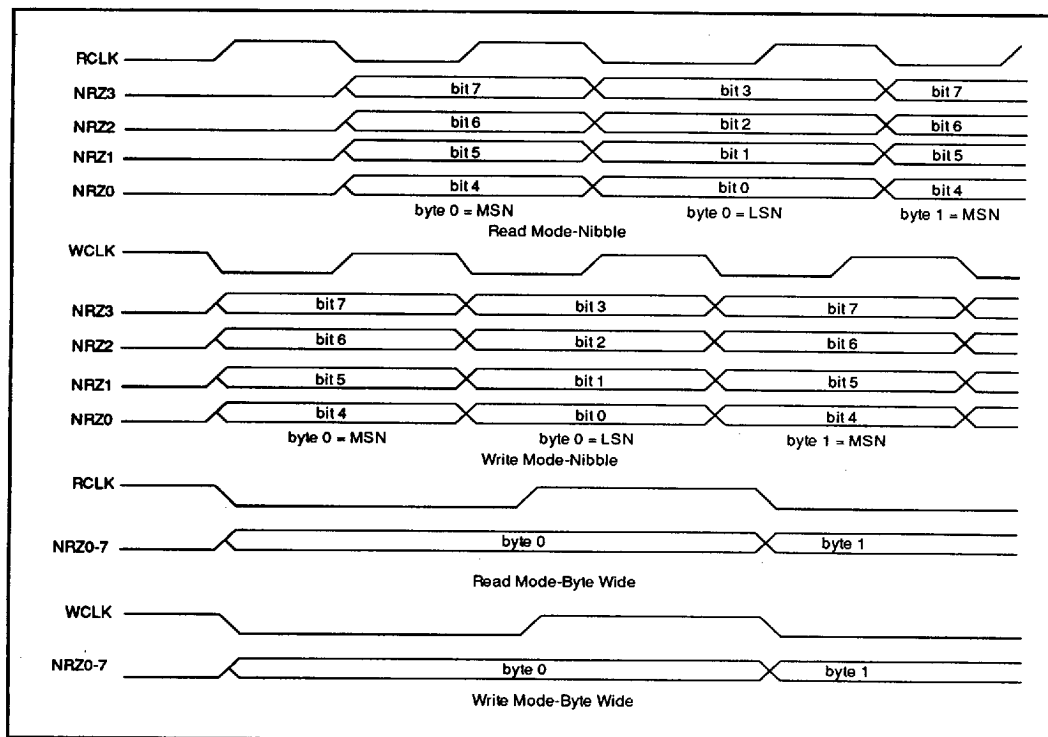 RCLK
NRZ3 bit 7 bit 3 bit 7
NRZ2 bit 6 bit 2 bit 6
NRZ1 bit 5 bit 1 bit 5
NRZ0 bit 4 bit 0 bit 4
byte 0 = MSN byte 0 = LSN byte 1 = MSN
Read Mode-Nibble
WCLK
NRZ3 bit 7 bit 3 bit 7
NRZ2 bit 6 bit 2 bit 6
NRZ1 bit 5 bit 1 bit 5
NRZ0 bit 4 bit 0 bit 4
byte 0 = MSN byte 0 = LSN byte 1 = MSN
Write Mode-Nibble
RCLK
NRZ0-7 byte 0 byte 1
Read Mode-Byte Wide
WCLK
NRZ0-7 byte 0 byte 1
Write Mode-Byte Wide